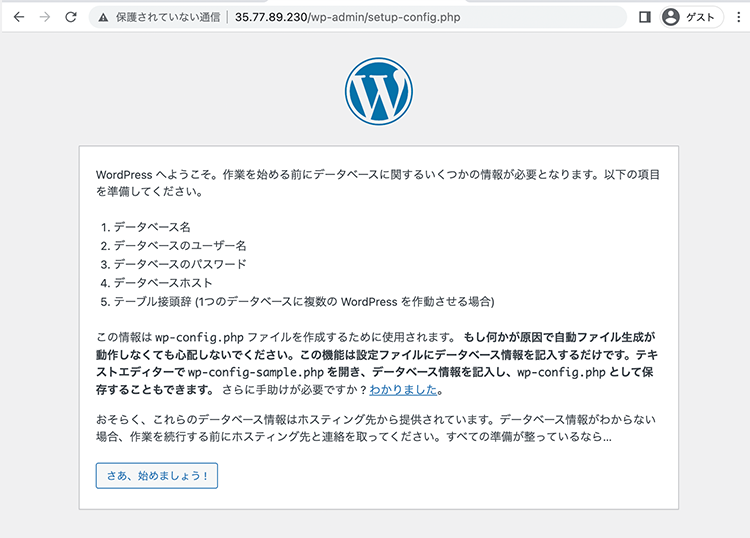 保護されていない通信 | 35.77.89.230/wp-admin/setup-config.php
ゲスト
WordPress へようこそ。作業を始める前にデータベースに関するいくつかの情報が必要となります。以下の項目
を準備してください。
1. データベース名
2. データベースのユーザー名
3. データベースのパスワード
4. データベースホスト
5. テーブル接頭辞 (1つのデータベースに複数の WordPress を作動させる場合)
この情報は wp-config.php ファイルを作成するために使用されます。 もし何かが原因で自動ファイル生成が
動作しなくても心配しないでください。この機能は設定ファイルにデータベース情報を記入するだけです。テキ
ストエディターで wp-config-sample.php を開き、データベース情報を記入し、wp-config.php として保
存することもできます。 さらに手助けが必要ですか ? わかりました。
おそらく、これらのデータベース情報はホスティング先から提供されています。データベース情報がわからない
場合、作業を続行する前にホスティング先と連絡を取ってください。すべての準備が整っているなら…
さあ、始めましょう !